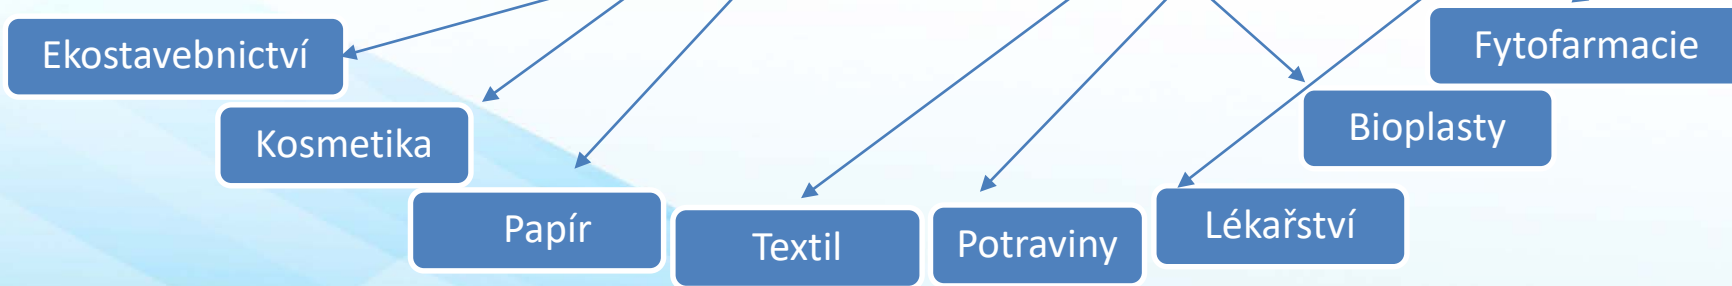 Ekostavebnictví
Kosmetika
Papír
Textil
Potraviny
Lékařství
Bioplasty
Fytofarmacie